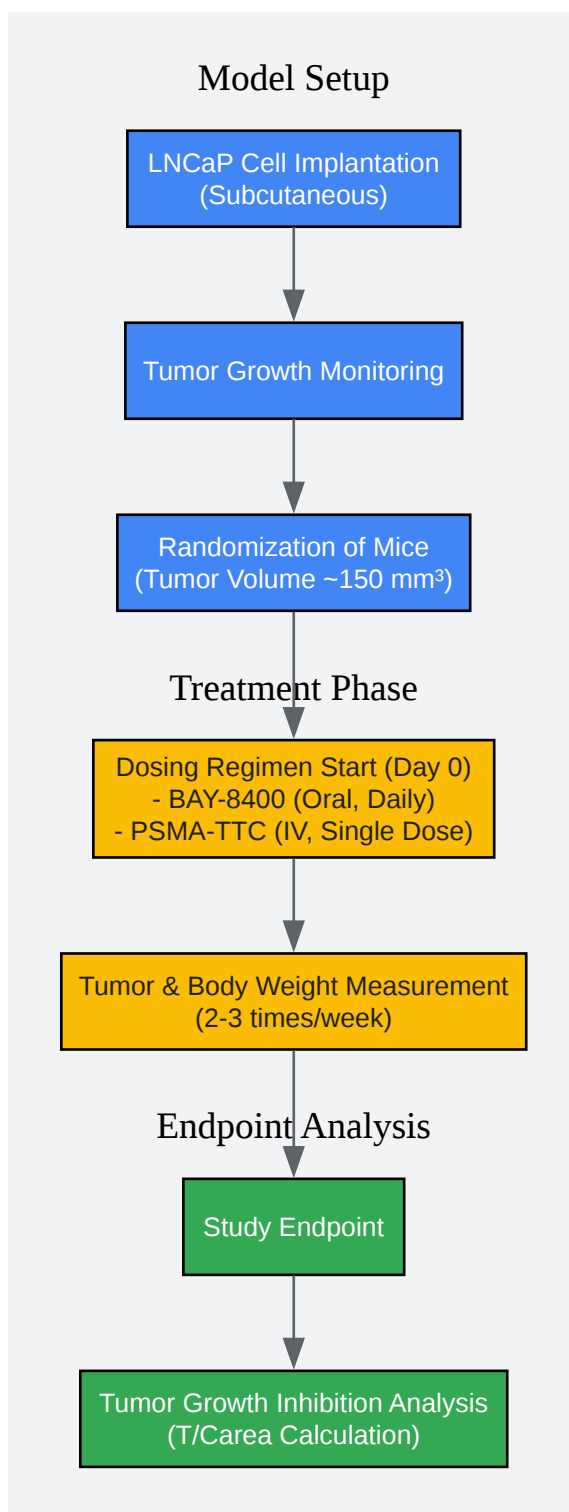 Model Setup
LNCaP Cell Implantation
(Subcutaneous)
Tumor Growth Monitoring
Randomization of Mice
(Tumor Volume ~150 mm³)
Treatment Phase
Dosing Regimen Start (Day 0)
- BAY-8400 (Oral, Daily)
- PSMA-TTC (IV, Single Dose)
Tumor & Body Weight Measurement
(2-3 times/week)
Endpoint Analysis
Study Endpoint
Tumor Growth Inhibition Analysis
(T/Carea Calculation)